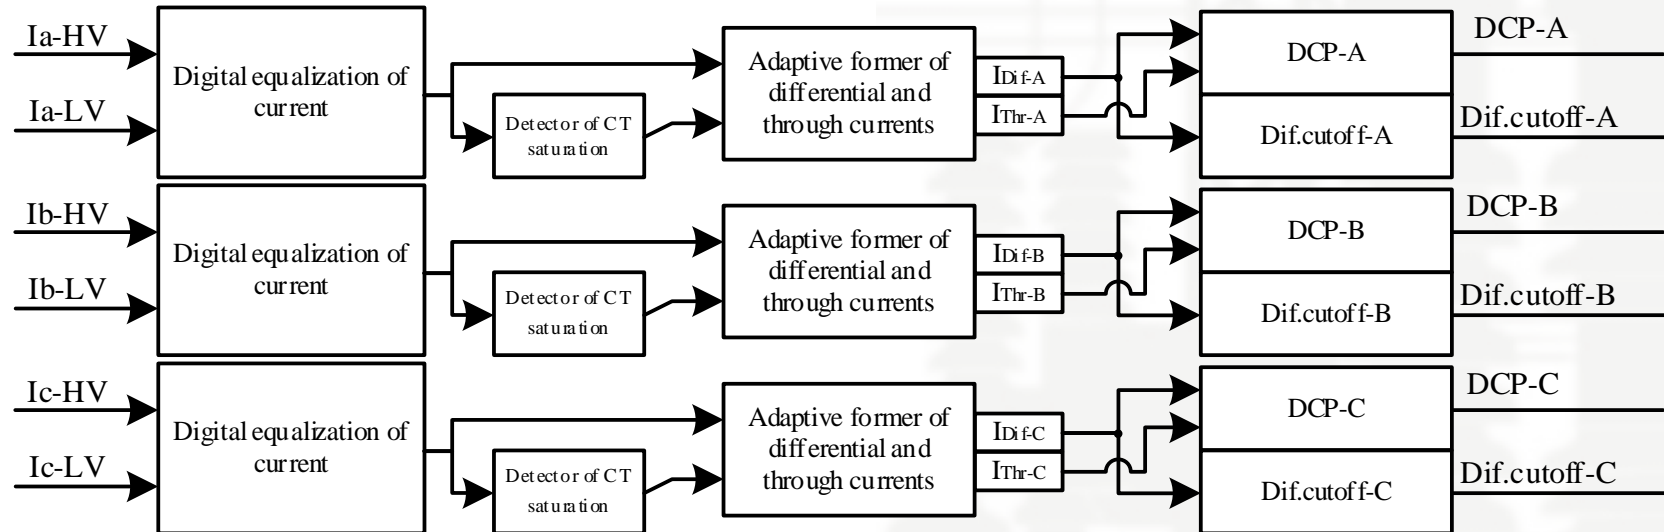 Ia-HV
Ia-LV
Digital equalization of
current
Detector of CT
saturation
Adaptive former of
differential and
through currents
IDif-A
IThr-A
DCP-A
Dif.cutoff-A
DCP-A
Dif.cutoff-A
Ib-HV
Ib-LV
Digital equalization of
current
Detector of CT
saturation
Adaptive former of
differential and
through currents
IDif-B
IThr-B
DCP-B
Dif.cutoff-B
DCP-B
Dif.cutoff-B
Ic-HV
Ic-LV
Digital equalization of
current
Detector of CT
saturation
Adaptive former of
differential and
through currents
IDif-C
IThr-C
DCP-C
Dif.cutoff-C
DCP-C
Dif.cutoff-C